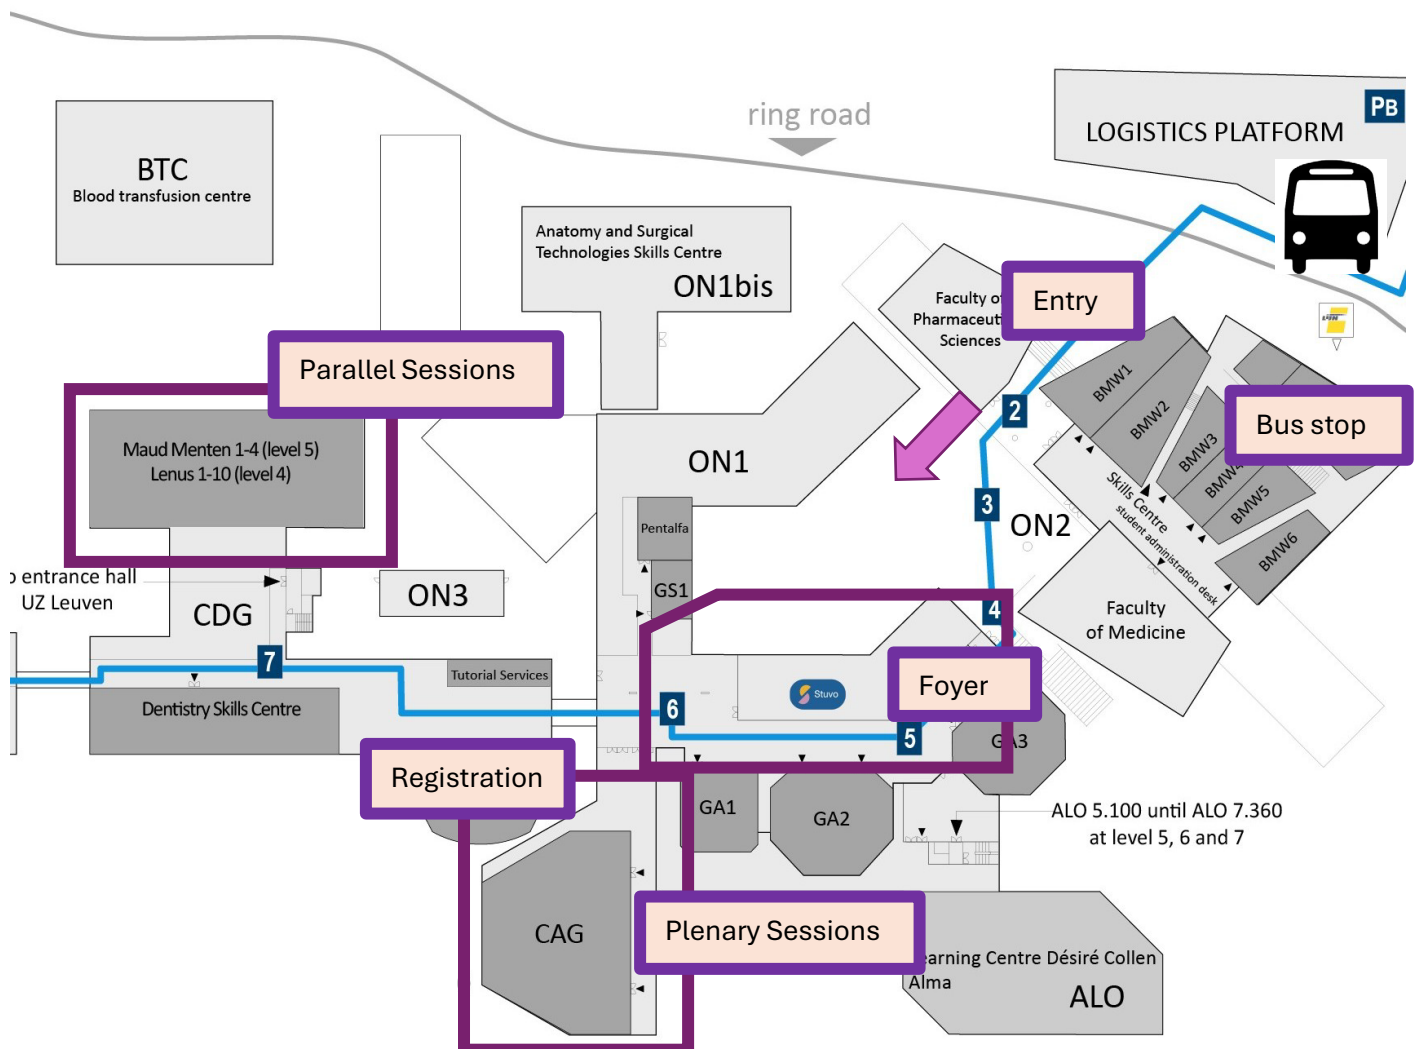 ring road
PB
LOGISTICS PLATFORM
BTC
Blood transfusion centre
Anatomy and Surgical
Technologies Skills Centre
ON1bis
Faculty of
Pharmaceuti
Sciences
Entry
Parallel Sessions
BMW1
BMW2
BMW3
BMW4
BMW5
BMW6
Bus stop
2
Maud Menten 1-4 (level 5)
Lenus 1-10 (level 4)
ON1
Skills Centre
student administration desk
3
ON2
Pentalfa
o entrance hall
UZ Leuven
GS1
ON3
CDG
4
Faculty
of Medicine
7
Tutorial Services
Stuvo
Foyer
Dentistry Skills Centre
6
5
GA3
Registration
GA1
GA2
ALO 5.100 until ALO 7.360
at level 5, 6 and 7
CAG
Plenary Sessions
earning Centre Désiré Collen
Alma
ALO